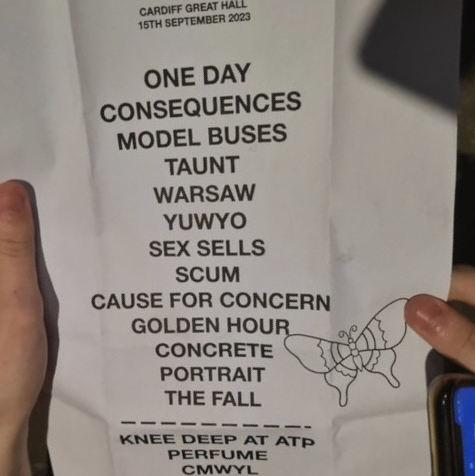 CARDIFF GREAT HALL
15TH SEPTEMBER 2023
ONE DAY
CONSEQUENCES
MODEL BUSES
TAUNT
WARSAW
YUWYO
SEX SELLS
SCUM
CAUSE FOR CONCERN
GOLDEN HOUR
CONCRETE
PORTRAIT
THE FALL
KNEE DEEP AT ATP
PERFUME
CMWYL